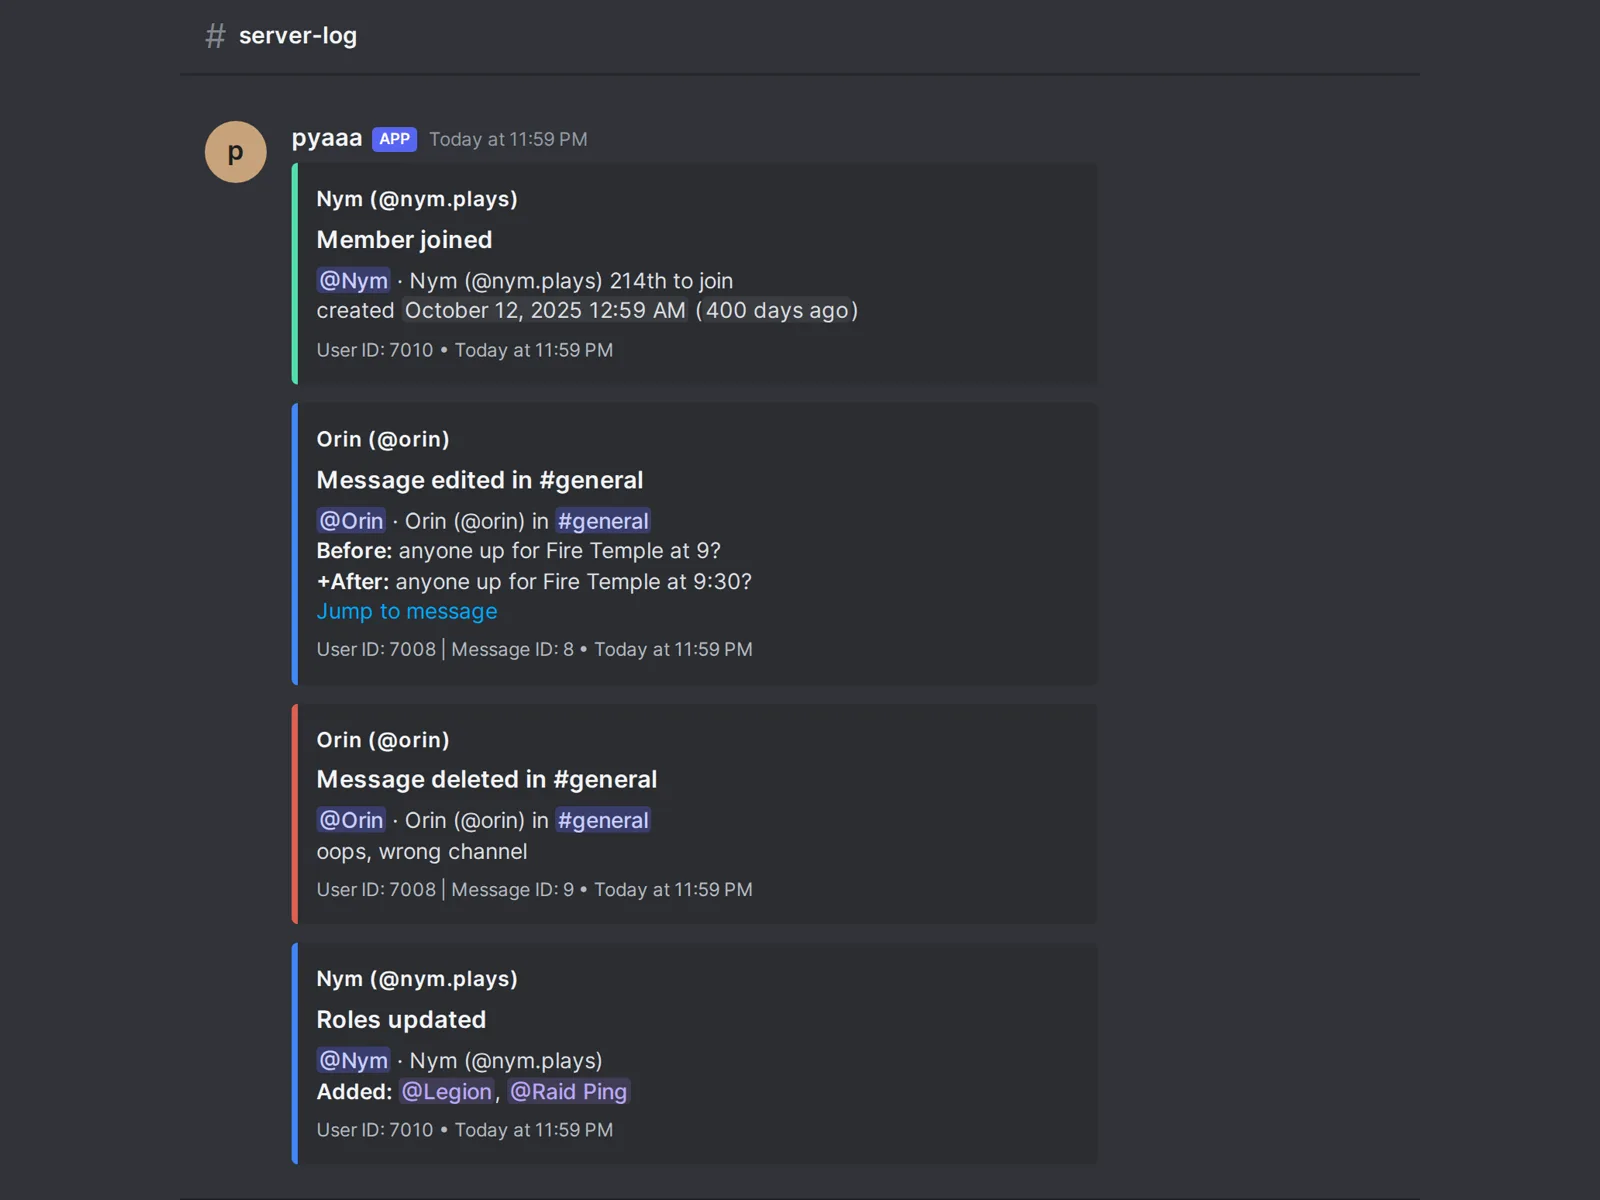 # server-log
p
pyaaa APP Today at 11:59 PM
Nym (@nym.plays)
Member joined
@Nym · Nym (@nym.plays) 214th to join
created October 12, 2025 12:59 AM (400 days ago)
User ID: 7010 • Today at 11:59 PM
Orin (@orin)
Message edited in #general
@Orin · Orin (@orin) in #general
Before: anyone up for Fire Temple at 9?
+After: anyone up for Fire Temple at 9:30?
Jump to message
User ID: 7008 | Message ID: 8 • Today at 11:59 PM
Orin (@orin)
Message deleted in #general
@Orin · Orin (@orin) in #general
oops, wrong channel
User ID: 7008 | Message ID: 9 • Today at 11:59 PM
Nym (@nym.plays)
Roles updated
@Nym · Nym (@nym.plays)
Added: @Legion, @Raid Ping
User ID: 7010 • Today at 11:59 PM